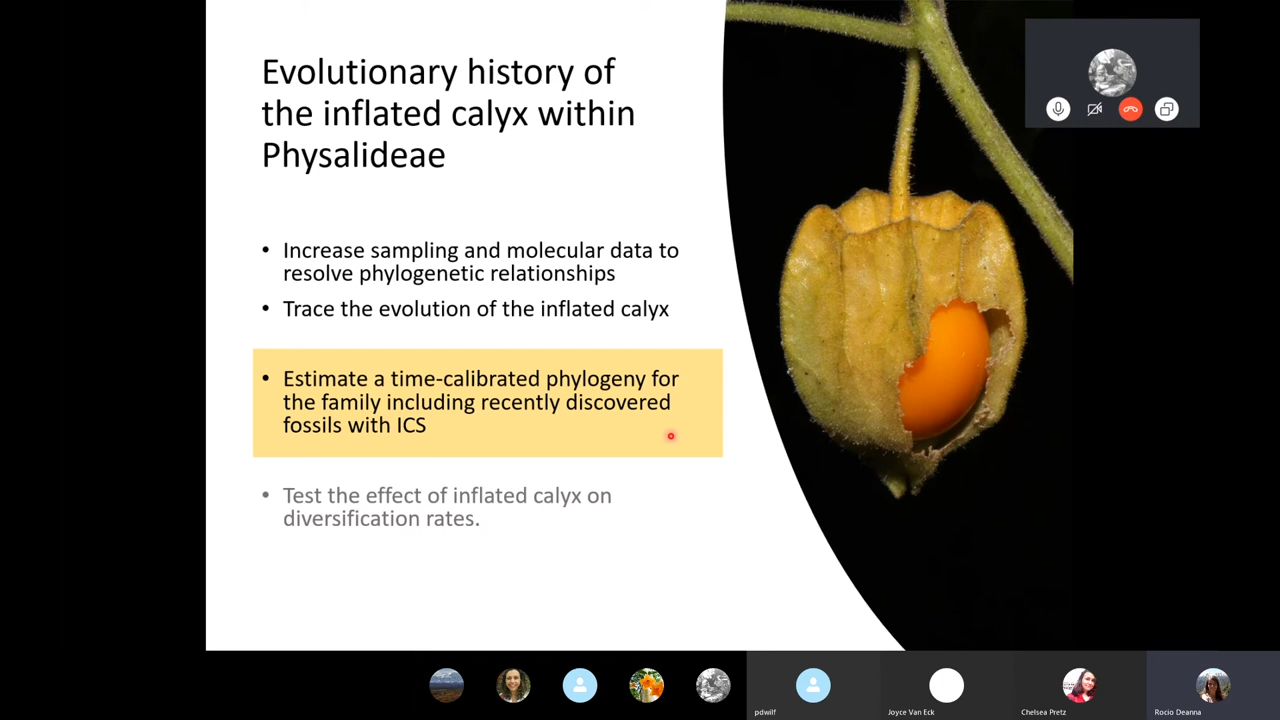 Evolutionary history of
the inflated calyx within
Physalideae
• Increase sampling and molecular data to
resolve phylogenetic relationships
• Trace the evolution of the inflated calyx
• Estimate a time-calibrated phylogeny for
the family including recently discovered
fossils with ICS
• Test the effect of inflated calyx on
diversification rates.
pdwilf
Joyce Van Eck
Chelsea Pretz
Rocio Deanna